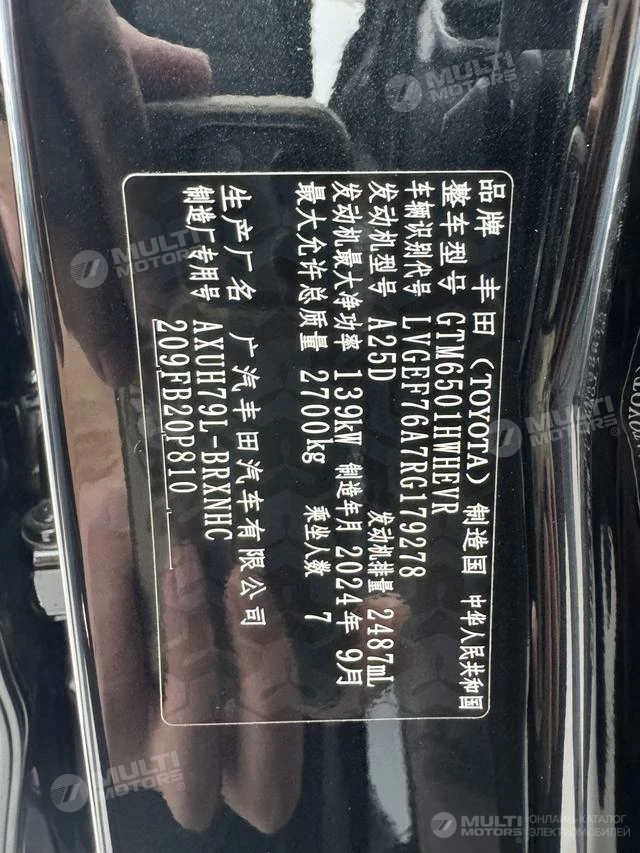 品牌 丰田(TOYOTA) 制造国 中华人民共和国
整车型号 GTM6501HWHEVR
车辆识别代号 LVGEF76A7RG179278
发动机型号 A25D 发动机排量 2487mL
发动机最大净功率 139kW 制造年月 2024年 9月
最大允许总质量 2700kg 乘坐人数 7
生产厂名 广汽丰田汽车有限公司
制造厂专用号 AXUH79L-BRXNHC
209FB20P810
MULTI MOTORS
MULTI MOTORS
MULTI MOTORS
MULTI MOTORS
ОНЛАЙН-КАТАЛОГ
ЭЛЕКТРОМОБИЛЕЙ